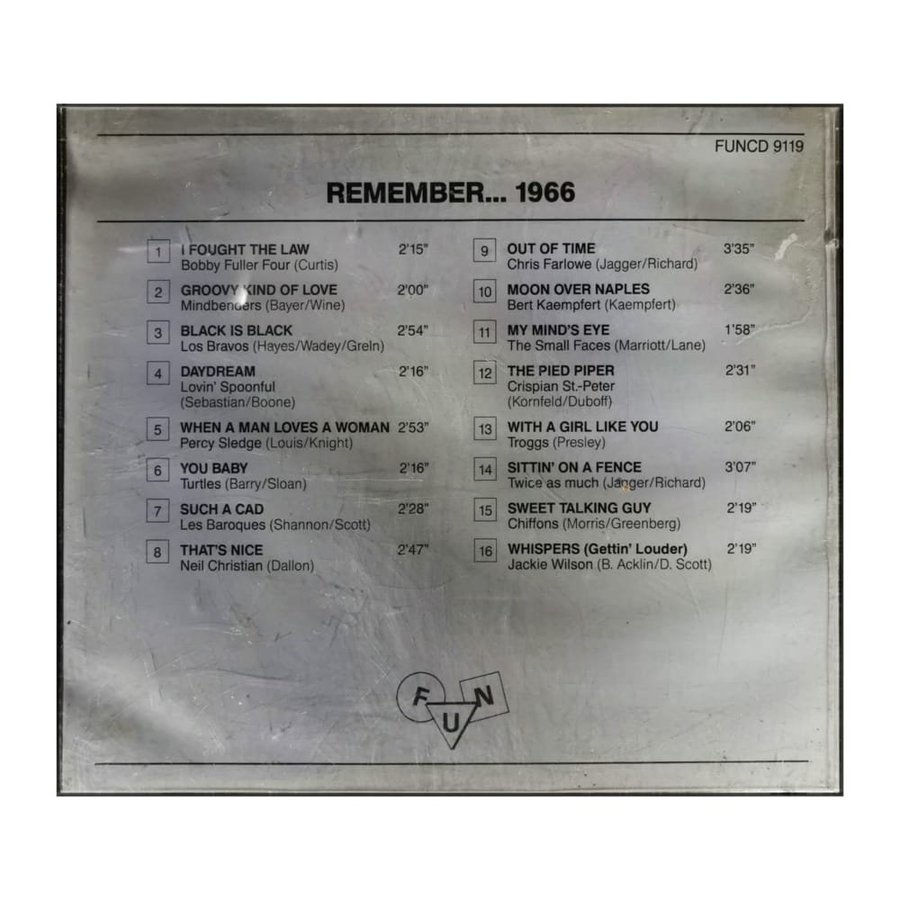 FUNCD 9119
REMEMBER... 1966
1 I FOUGHT THE LAW 2'15"
Bobby Fuller Four (Curtis)
2 GROOVY KIND OF LOVE 2'00"
Mindbenders (Bayer/Wine)
3 BLACK IS BLACK 2'54"
Los Bravos (Hayes/Wadey/Greln)
4 DAYDREAM 2'16"
Lovin' Spoonful
(Sebastian/Boone)
5 WHEN A MAN LOVES A WOMAN 2'53"
Percy Sledge (Louis/Knight)
6 YOU BABY 2'16"
Turtles (Barry/Sloan)
7 SUCH A CAD 2'28"
Les Baroques (Shannon/Scott)
8 THAT'S NICE 2'47"
Neil Christian (Dallon)
9 OUT OF TIME 3'35"
Chris Farlowe (Jagger/Richard)
10 MOON OVER NAPLES 2'36"
Bert Kaempfert (Kaempfert)
11 MY MIND'S EYE 1'58"
The Small Faces (Marriott/Lane)
12 THE PIED PIPER 2'31"
Crispian St.-Peter
(Kornfeld/Duboff)
13 WITH A GIRL LIKE YOU 2'06"
Troggs (Presley)
14 SITTIN' ON A FENCE 3'07"
Twice as much (Jagger/Richard)
15 SWEET TALKING GUY 2'19"
Chiffons (Morris/Greenberg)
16 WHISPERS (Gettin' Louder) 2'19"
Jackie Wilson (B. Acklin/D. Scott)
FUN